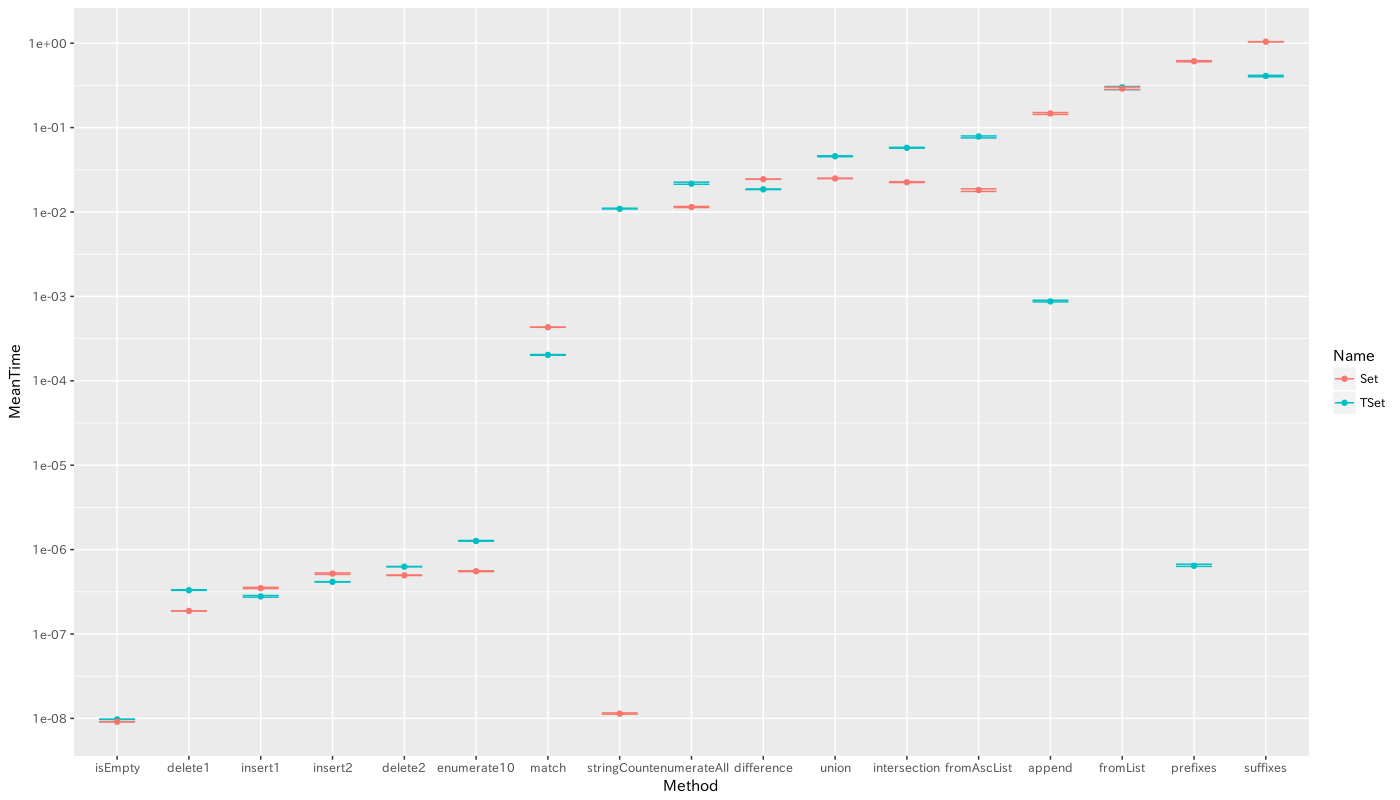 1e+00
1e-01
1e-02
1e-03
1e-04
1e-05
1e-06
1e-07
1e-08
MeanTime
isEmpty delete1 insert1 insert2 delete2 enumerate10 match stringCount enumerateAll difference union intersection fromAscList append fromList prefixes suffixes
Method
Name
Set
TSet